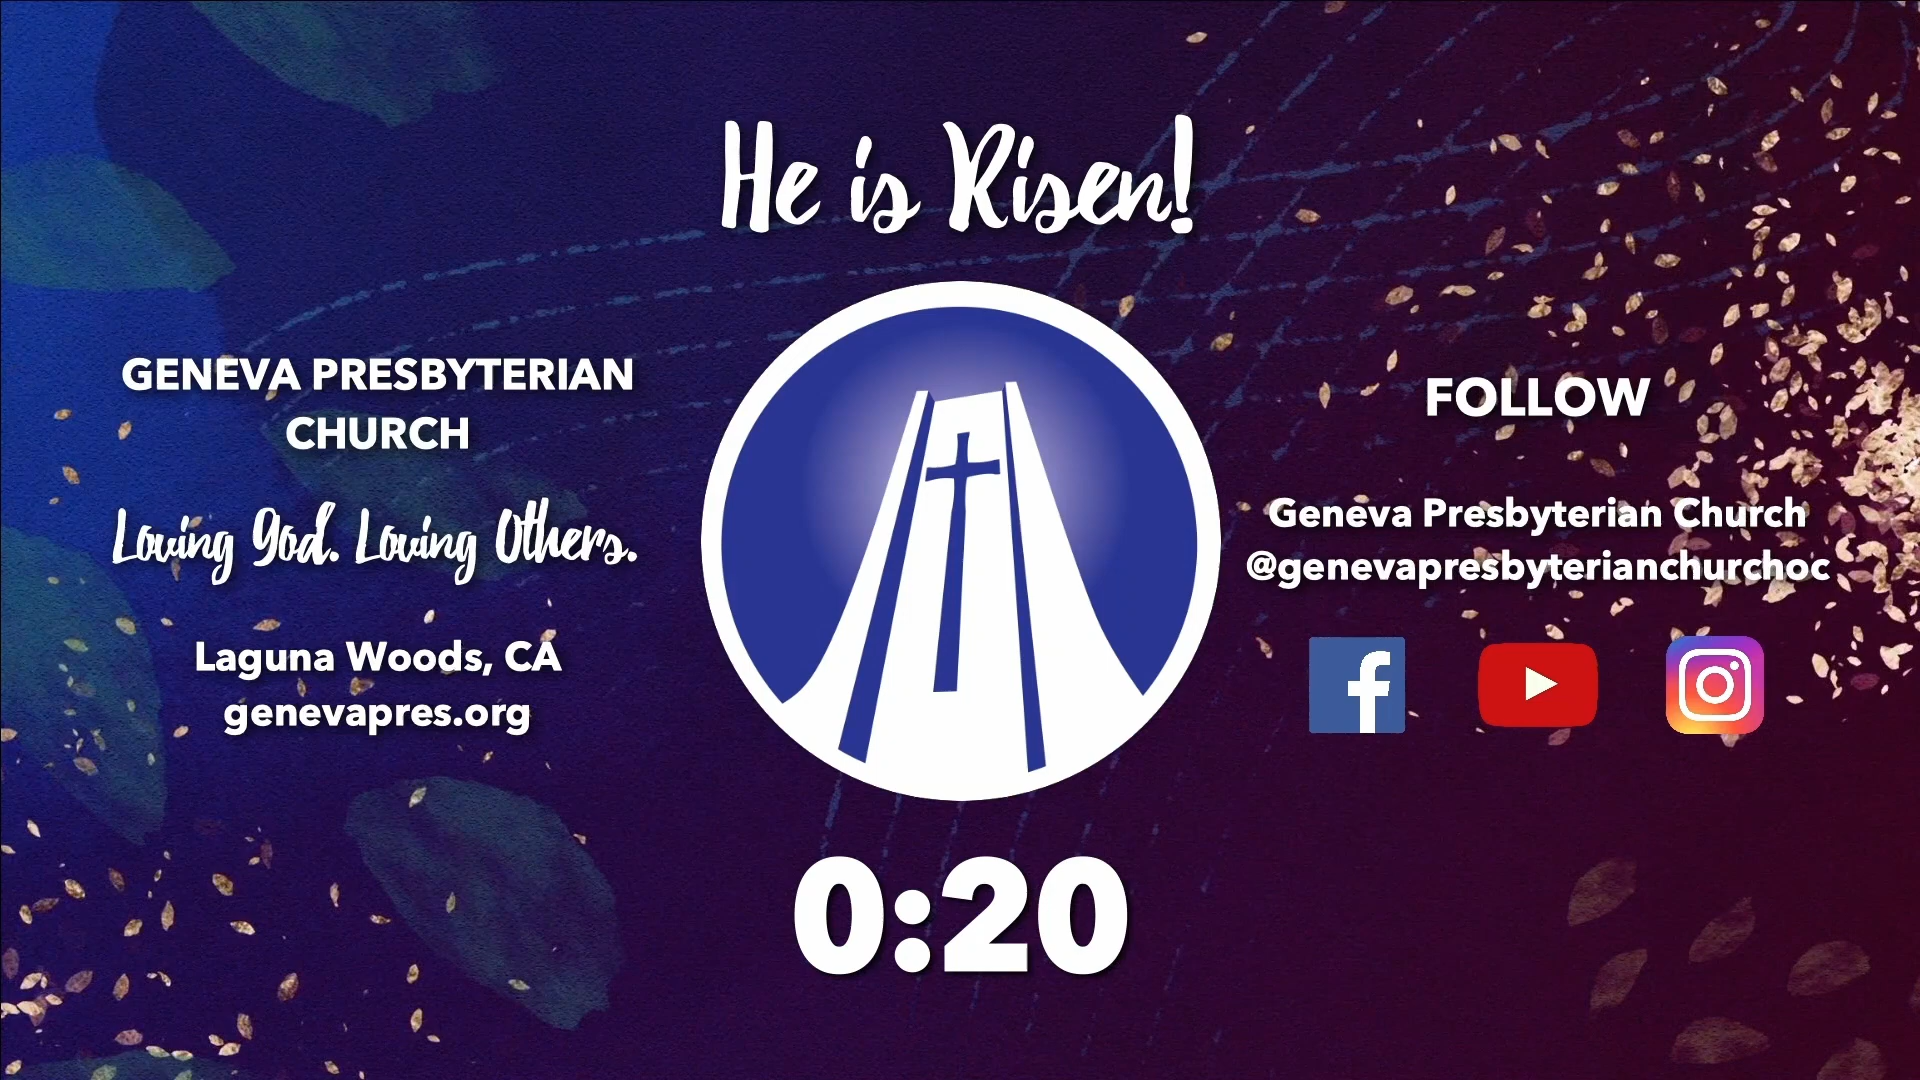 He is Risen!
GENEVA PRESBYTERIAN
CHURCH
Loving God. Loving Others.
Laguna Woods, CA
genevapres.org
FOLLOW
Geneva Presbyterian Church
@genevapresbyterianchurchoc
0:20